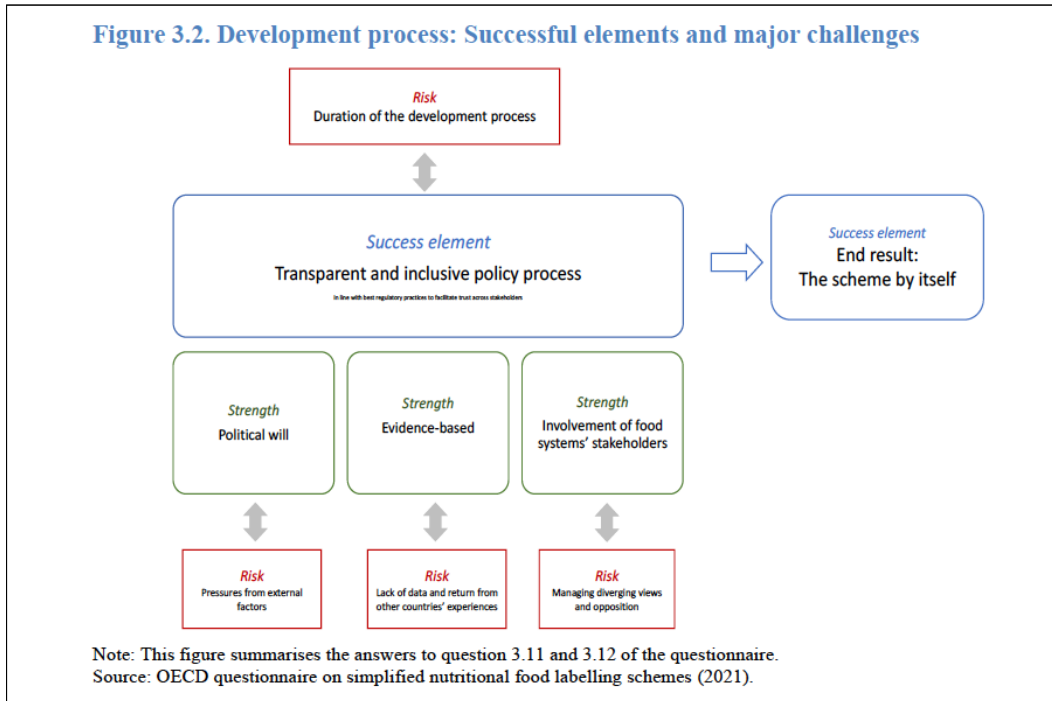 Figure 3.2. Development process: Successful elements and major challenges
Risk
Duration of the development process
Success element
Transparent and inclusive policy process
In line with best regulatory practices to facilitate trust across stakeholders
Success element
End result:
The scheme by itself
Strength
Political will
Strength
Evidence-based
Strength
Involvement of food
systems’ stakeholders
Risk
Pressures from external
factors
Risk
Lack of data and return from
other countries’ experiences
Risk
Managing diverging views
and opposition
Note: This figure summarises the answers to question 3.11 and 3.12 of the questionnaire.
Source: OECD questionnaire on simplified nutritional food labelling schemes (2021).